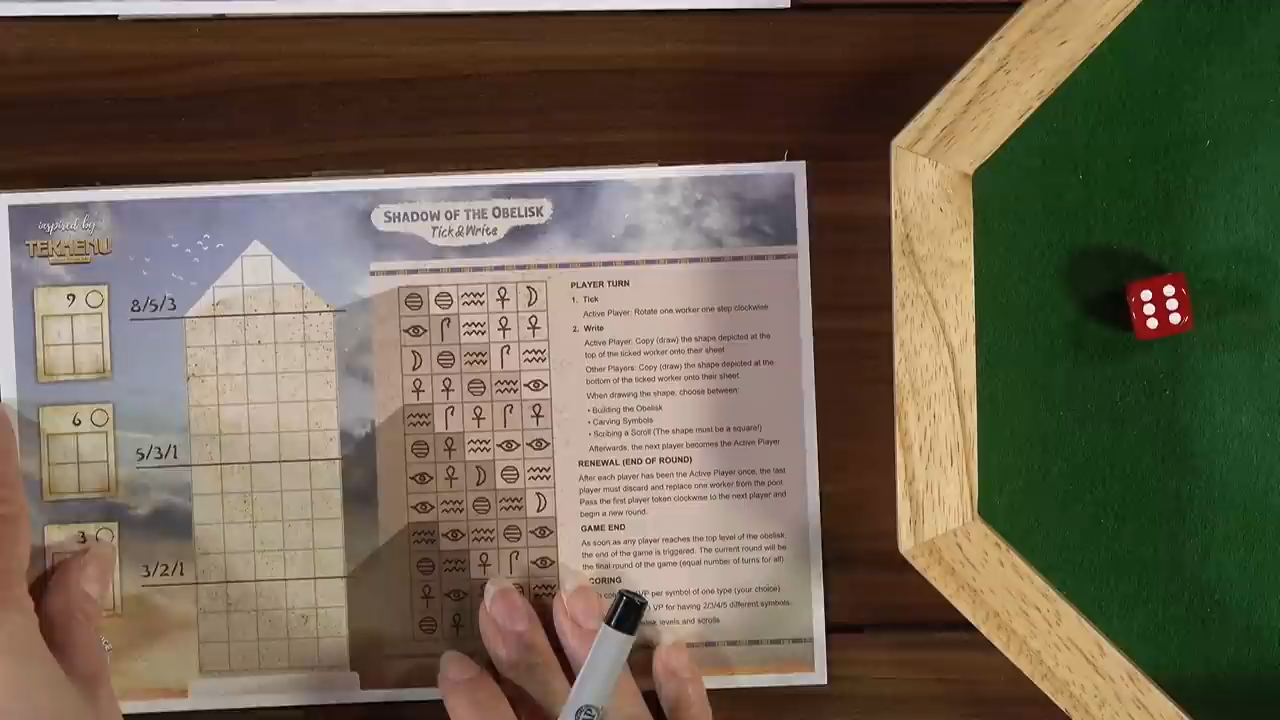 inspired by
TEKHENU
SHADOW OF THE OBELISK
Tick&Write
9
8/5/3
6
5/3/1
3
3/2/1
PLAYER TURN
1. Tick
Active Player: Rotate one worker one step clockwise
2. Write
Active Player: Copy (draw) the shape depicted at the
top of the ticked worker onto their sheet
Other Players: Copy (draw) the shape depicted at the
bottom of the ticked worker onto their sheet.
When drawing the shape, choose between:
• Building the Obelisk
• Carving Symbols
• Scribing a Scroll (The shape must be a square!)
Afterwards, the next player becomes the Active Player
RENEWAL (END OF ROUND)
After each player has been the Active Player once, the last
player must discard and replace one worker from the pool.
Pass the first player token clockwise to the next player and
begin a new round.
GAME END
As soon as any player reaches the top level of the obelisk,
the end of the game is triggered. The current round will be
the final round of the game (equal number of turns for all)
CORING
per symbol of one type (your choice)
VP for having 2/3/4/5 different symbols.
levels and scrolls